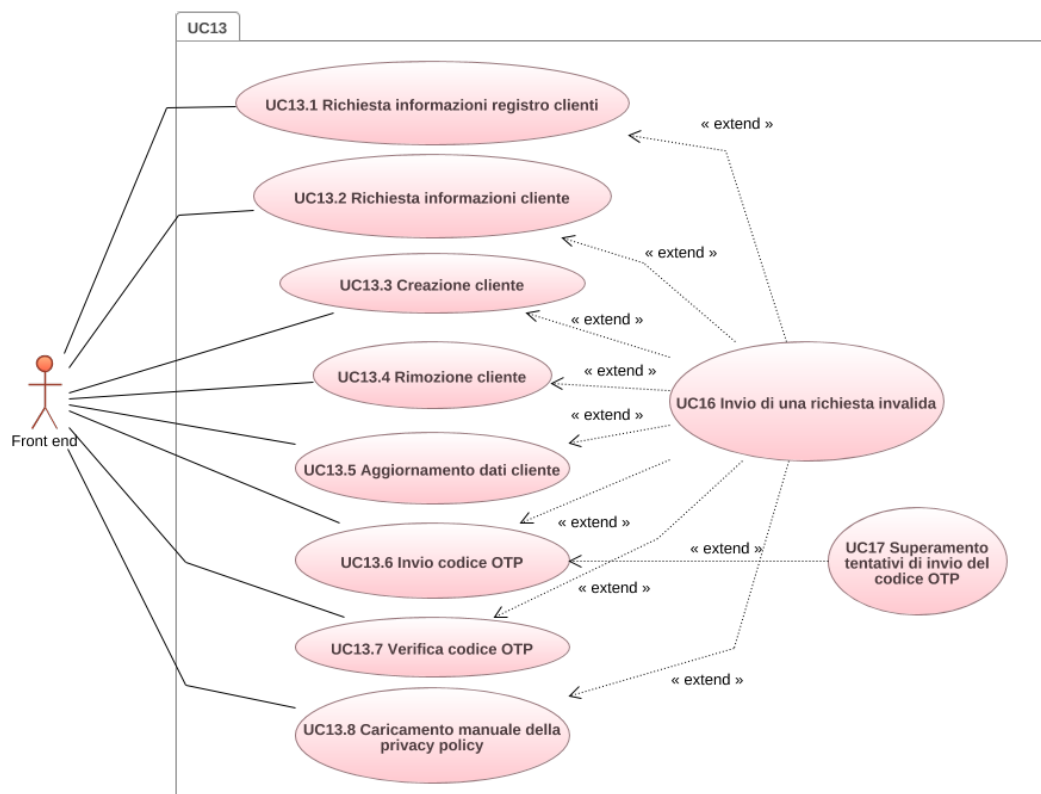 UC13
UC13.1 Richiesta informazioni registro clienti
« extend »
UC13.2 Richiesta informazioni cliente
« extend »
UC13.3 Creazione cliente
« extend »
UC13.4 Rimozione cliente
« extend »
UC16 Invio di una richiesta invalida
« extend »
Front end
UC13.5 Aggiornamento dati cliente
« extend »
UC13.6 Invio codice OTP
« extend »
UC17 Superamento
tentativi di invio del
codice OTP
« extend »
UC13.7 Verifica codice OTP
« extend »
UC13.8 Caricamento manuale della
privacy policy